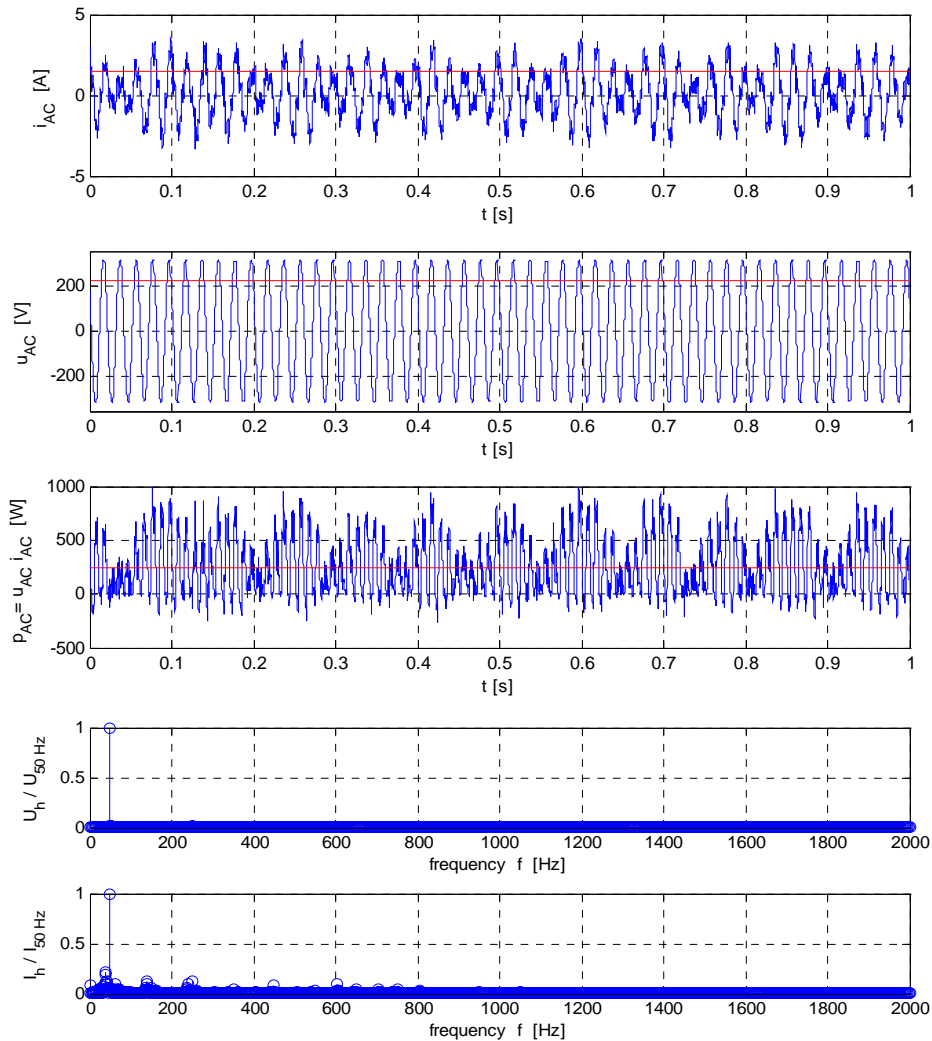 5
0
-5
i_AC [A]
0 0.1 0.2 0.3 0.4 0.5 0.6 0.7 0.8 0.9 1
t [s]
200
0
-200
u_AC [V]
0 0.1 0.2 0.3 0.4 0.5 0.6 0.7 0.8 0.9 1
t [s]
1000
500
0
-500
p_AC= u_AC i_AC [W]
0 0.1 0.2 0.3 0.4 0.5 0.6 0.7 0.8 0.9 1
t [s]
1
0.5
0
U_h / U_50 Hz
0 200 400 600 800 1000 1200 1400 1600 1800 2000
frequency f [Hz]
1
0.5
0
I_h / I_50 Hz
0 200 400 600 800 1000 1200 1400 1600 1800 2000
frequency f [Hz]